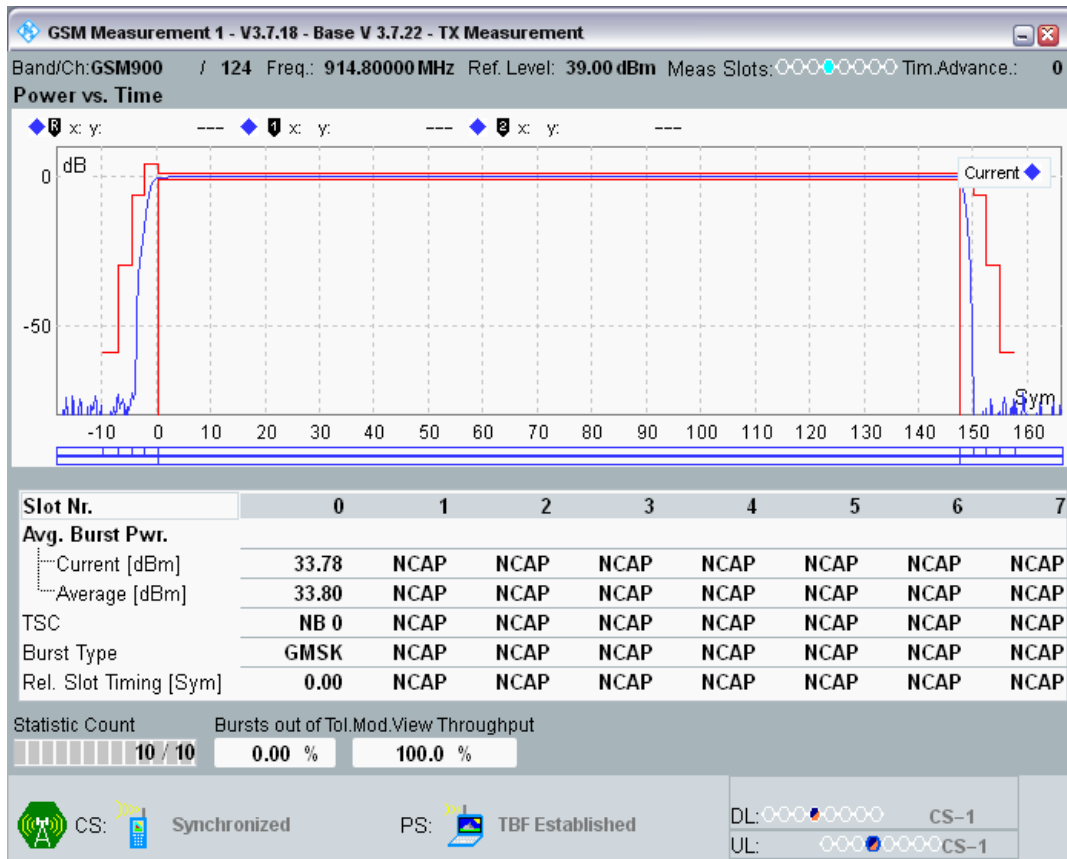 GSM Measurement 1 - V3.7.18 - Base V 3.7.22 - TX Measurement
Band/Ch:GSM900 / 124 Freq.: 914.80000 MHz Ref. Level: 39.00 dBm Meas Slots: Tim.Advance.: 0
Power vs. Time
R x: y: --- 1 x: y: --- 2 x: y: ---
dB
Current
0
-50
Sym
-10 0 10 20 30 40 50 60 70 80 90 100 110 120 130 140 150 160
Slot Nr. 0 1 2 3 4 5 6 7
Avg. Burst Pwr.
Current [dBm] 33.78 NCAP NCAP NCAP NCAP NCAP NCAP NCAP
Average [dBm] 33.80 NCAP NCAP NCAP NCAP NCAP NCAP NCAP
TSC NB 0 NCAP NCAP NCAP NCAP NCAP NCAP NCAP
Burst Type GMSK NCAP NCAP NCAP NCAP NCAP NCAP NCAP
Rel. Slot Timing [Sym] 0.00 NCAP NCAP NCAP NCAP NCAP NCAP NCAP
Statistic Count Bursts out of Tol. Mod.View Throughput
10 / 10 0.00 % 100.0 %
CS: Synchronized PS: TBF Established DL: CS-1
UL: CS-1